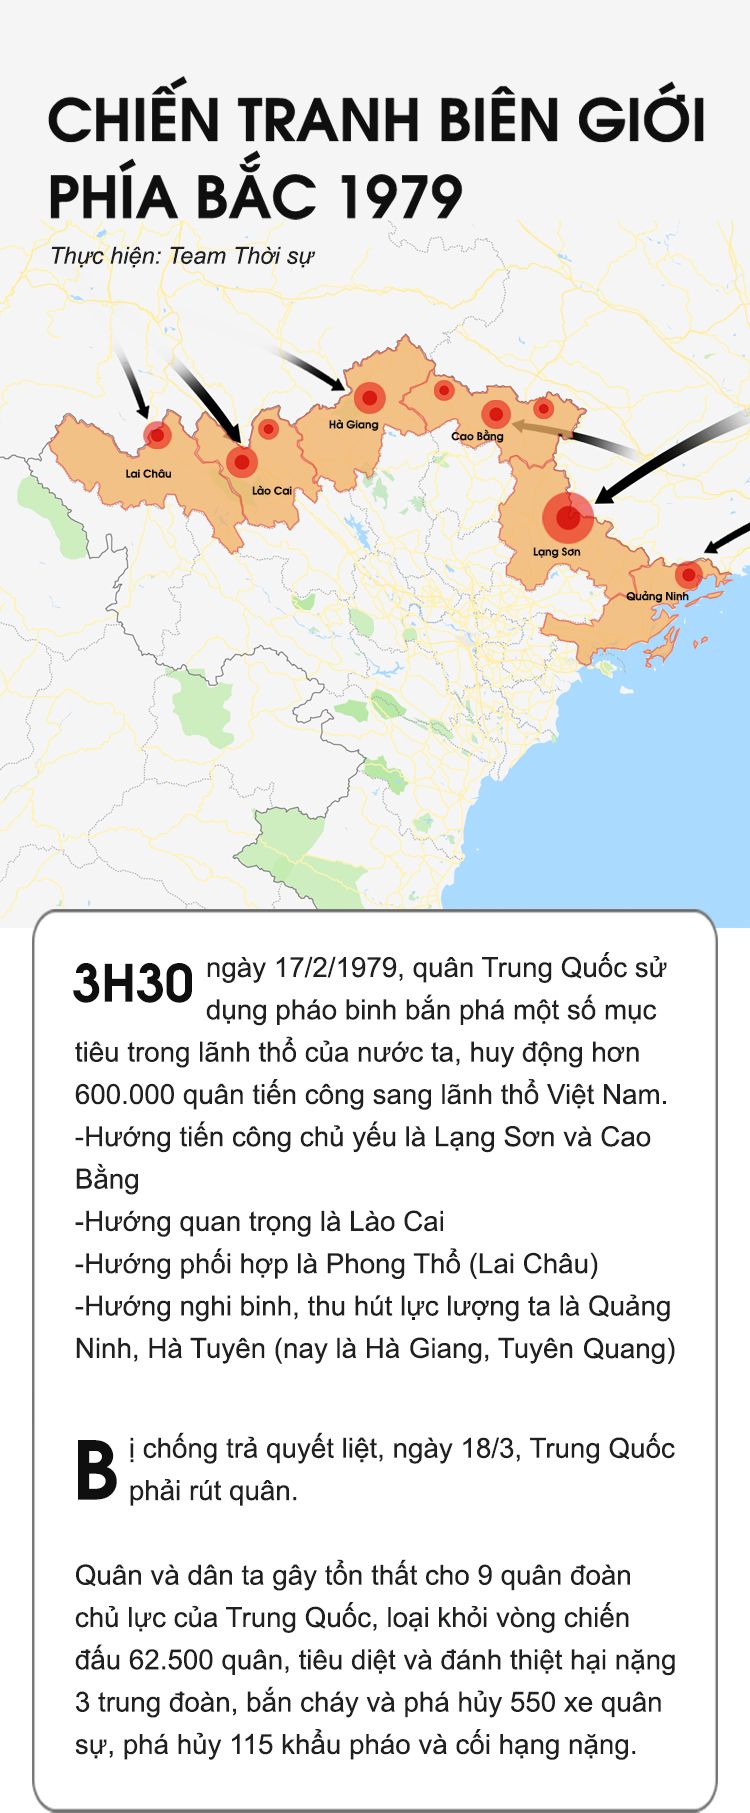 CHIẾN TRANH BIÊN GIỚI
PHÍA BẮC 1979
Thực hiện: Team Thời sự
Hà Giang
Cao Bằng
Lai Châu
Lào Cai
Lạng Sơn
Quảng Ninh
3H30 ngày 17/2/1979, quân Trung Quốc sử
dụng pháo binh bắn phá một số mục
tiêu trong lãnh thổ của nước ta, huy động hơn
600.000 quân tiến công sang lãnh thổ Việt Nam.
-Hướng tiến công chủ yếu là Lạng Sơn và Cao
Bằng
-Hướng quan trọng là Lào Cai
-Hướng phối hợp là Phong Thổ (Lai Châu)
-Hướng nghi binh, thu hút lực lượng ta là Quảng
Ninh, Hà Tuyên (nay là Hà Giang, Tuyên Quang)
Bị chống trả quyết liệt, ngày 18/3, Trung Quốc
phải rút quân.
Quân và dân ta gây tổn thất cho 9 quân đoàn
chủ lực của Trung Quốc, loại khỏi vòng chiến
đấu 62.500 quân, tiêu diệt và đánh thiệt hại nặng
3 trung đoàn, bắn cháy và phá hủy 550 xe quân
sự, phá hủy 115 khẩu pháo và cối hạng nặng.